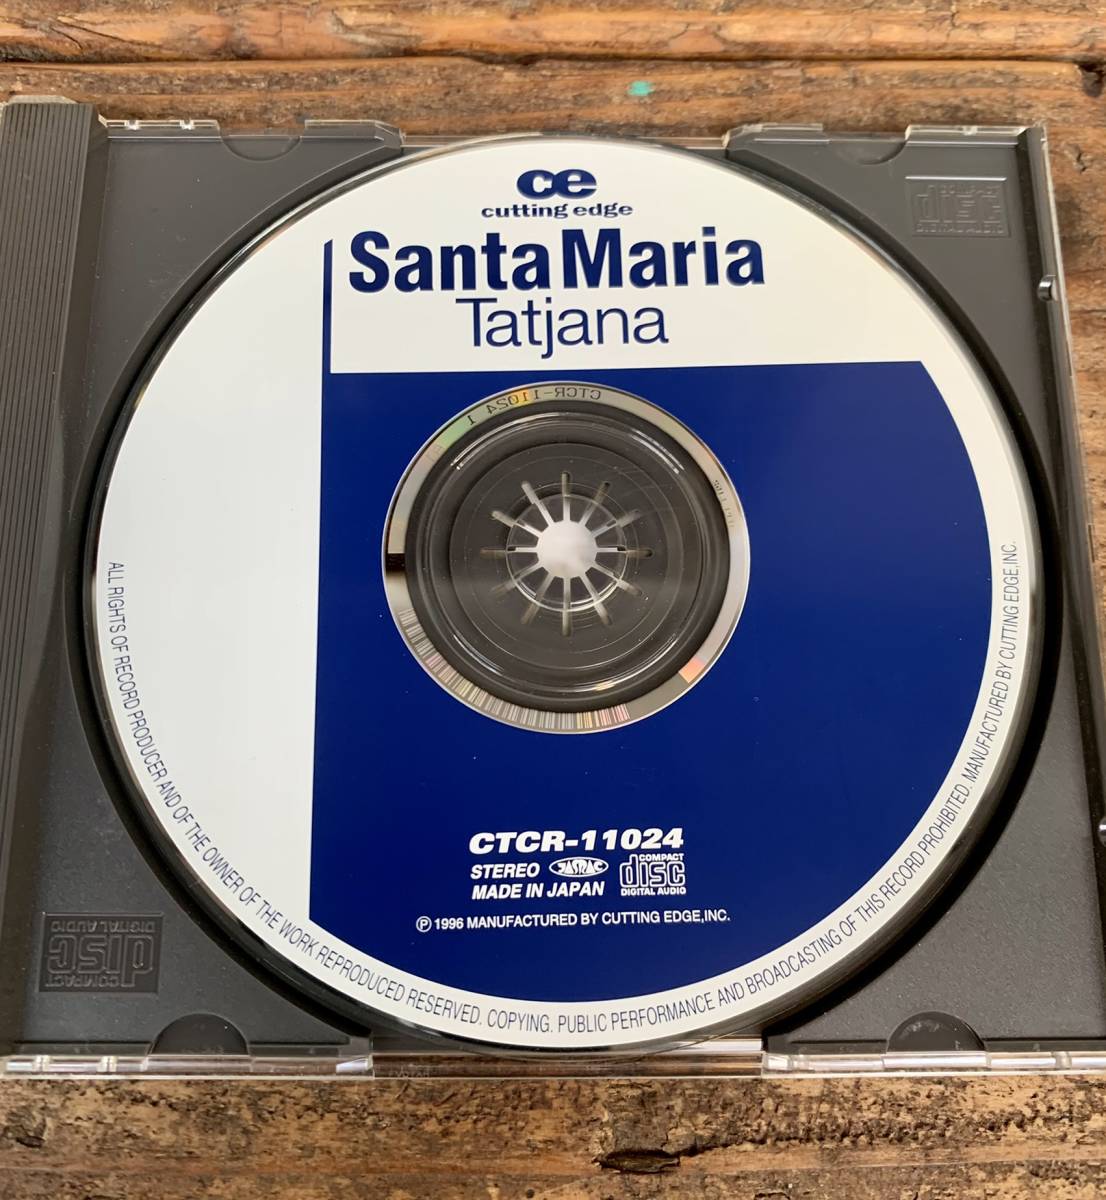 ce
cutting edge
Santa Maria
Tatjana
CTCR-11024 1
CTCR-11024
STEREO JASRAC COMPACT disc DIGITAL AUDIO
MADE IN JAPAN
Ⓟ 1996 MANUFACTURED BY CUTTING EDGE,INC.
ALL RIGHTS OF RECORD PRODUCER AND OF THE OWNER OF THE WORK REPRODUCED RESERVED. COPYING. PUBLIC PERFORMANCE AND BROADCASTING OF THIS RECORD PROHIBITED. MANUFACTURED BY CUTTING EDGE,INC.
COMPACT
disc
DIGITAL AUDIO
COMPACT
disc
DIGITAL AUDIO